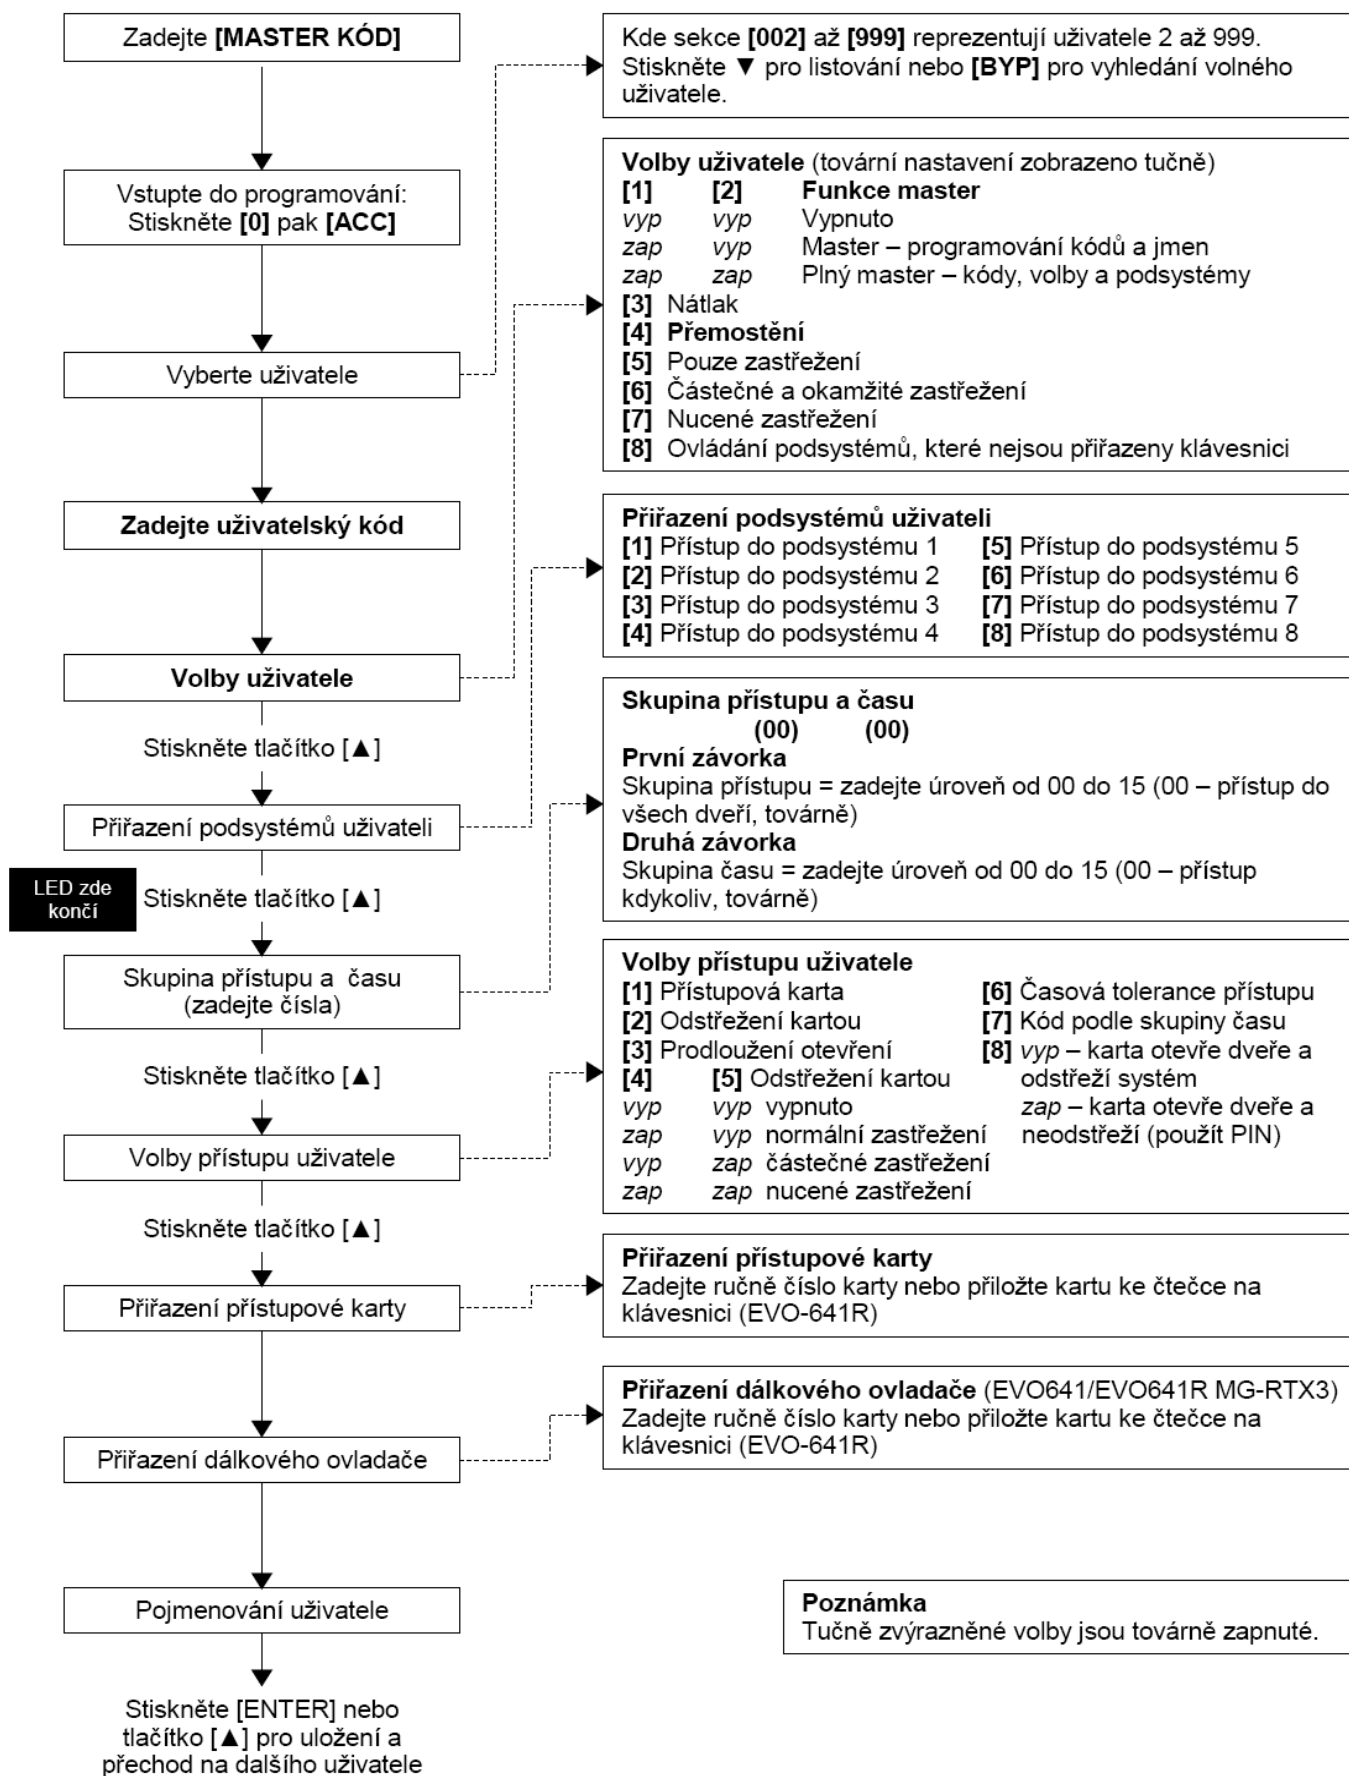 Zadejte [MASTER KÓD]
Vstupte do programování:
Stiskněte [0] pak [ACC]
Vyberte uživatele
Zadejte uživatelský kód
Volby uživatele
Stiskněte tlačítko [▲]
Přiřazení podsystémů uživateli
LED zde
končí
Stiskněte tlačítko [▲]
Skupina přístupu a času
(zadejte čísla)
Stiskněte tlačítko [▲]
Volby přístupu uživatele
Stiskněte tlačítko [▲]
Přiřazení přístupové karty
Přiřazení dálkového ovladače
Pojmenování uživatele
Stiskněte [ENTER] nebo
tlačítko [▲] pro uložení a
přechod na dalšího uživatele
Kde sekce [002] až [999] reprezentují uživatele 2 až 999.
Stiskněte ▼ pro listování nebo [BYP] pro vyhledání volného
uživatele.
Volby uživatele (tovární nastavení zobrazeno tučně)
[1] [2] Funkce master
vyp vyp Vypnuto
zap vyp Master – programování kódů a jmen
zap zap Plný master – kódy, volby a podsystémy
[3] Nátlak
[4] Přemostění
[5] Pouze zastřežení
[6] Částečné a okamžité zastřežení
[7] Nucené zastřežení
[8] Ovládání podsystémů, které nejsou přiřazeny klávesnici
Přiřazení podsystémů uživateli
[1] Přístup do podsystému 1 [5] Přístup do podsystému 5
[2] Přístup do podsystému 2 [6] Přístup do podsystému 6
[3] Přístup do podsystému 3 [7] Přístup do podsystému 7
[4] Přístup do podsystému 4 [8] Přístup do podsystému 8
Skupina přístupu a času
(00) (00)
První závorka
Skupina přístupu = zadejte úroveň od 00 do 15 (00 – přístup do
všech dveří, továrně)
Druhá závorka
Skupina času = zadejte úroveň od 00 do 15 (00 – přístup
kdykoliv, továrně)
Volby přístupu uživatele
[1] Přístupová karta [6] Časová tolerance přístupu
[2] Odstřežení kartou [7] Kód podle skupiny času
[3] Prodloužení otevření [8] vyp – karta otevře dveře a
[4] [5] Odstřežení kartou odstřeží systém
vyp vyp vypnuto zap – karta otevře dveře a
zap vyp normální zastřežení neodstřeží (použít PIN)
vyp zap částečné zastřežení
zap zap nucené zastřežení
Přiřazení přístupové karty
Zadejte ručně číslo karty nebo přiložte kartu ke čtečce na
klávesnici (EVO-641R)
Přiřazení dálkového ovladače (EVO641/EVO641R MG-RTX3)
Zadejte ručně číslo karty nebo přiložte kartu ke čtečce na
klávesnici (EVO-641R)
Poznámka
Tučně zvýrazněné volby jsou továrně zapnuté.